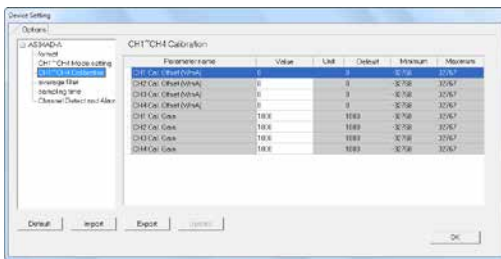 Device Setting
Options
AS04AD-A
format
CH1~CH4 Mode setting
CH1~CH4 Calibration
average filter
sampling time
Channel Detect and Alarm
CH1~CH4 Calibration
Parameter name Value Unit Default Minimum Maximum
CH1 Cal. Offset (V/mA) 0 0 -32768 32767
CH2 Cal. Offset (V/mA) 0 0 -32768 32767
CH3 Cal. Offset (V/mA) 0 0 -32768 32767
CH4 Cal. Offset (V/mA) 0 0 -32768 32767
CH1 Cal. Gain 1000 1000 -32768 32767
CH2 Cal. Gain 1000 1000 -32768 32767
CH3 Cal. Gain 1000 1000 -32768 32767
CH4 Cal. Gain 1000 1000 -32768 32767
Default Import Export
OK